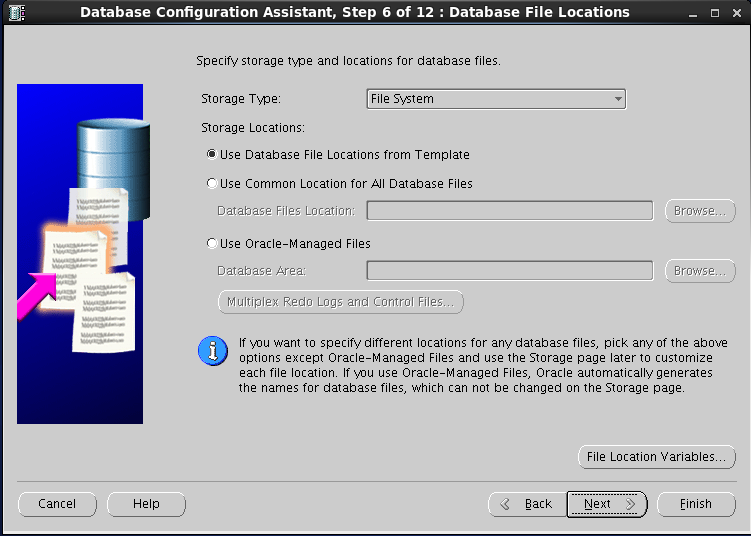 Database Configuration Assistant, Step 6 of 12 : Database File Locations
Specify storage type and locations for database files.
Storage Type: File System
Storage Locations:
Use Database File Locations from Template
Use Common Location for All Database Files
Database Files Location: Browse...
Use Oracle-Managed Files
Database Area: Browse...
Multiplex Redo Logs and Control Files...
If you want to specify different locations for any database files, pick any of the above
options except Oracle-Managed Files and use the Storage page later to customize
each file location. If you use Oracle-Managed Files, Oracle automatically generates
the names for database files, which can not be changed on the Storage page.
File Location Variables...
Cancel Help Back Next Finish